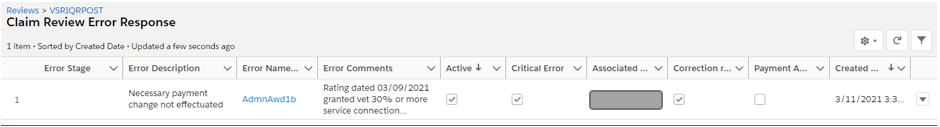 Reviews > VSRIQRPOST
Claim Review Error Response
1 item • Sorted by Created Date • Updated a few seconds ago
Error Stage Error Description Error Name... Error Comments Active Critical Error Associated ... Correction r... Payment A... Created ...
1
Necessary payment
change not effectuated
AdmnAwd1b
Rating dated 03/09/2021
granted vet 30% or more
service connection...
3/11/2021 3:3...